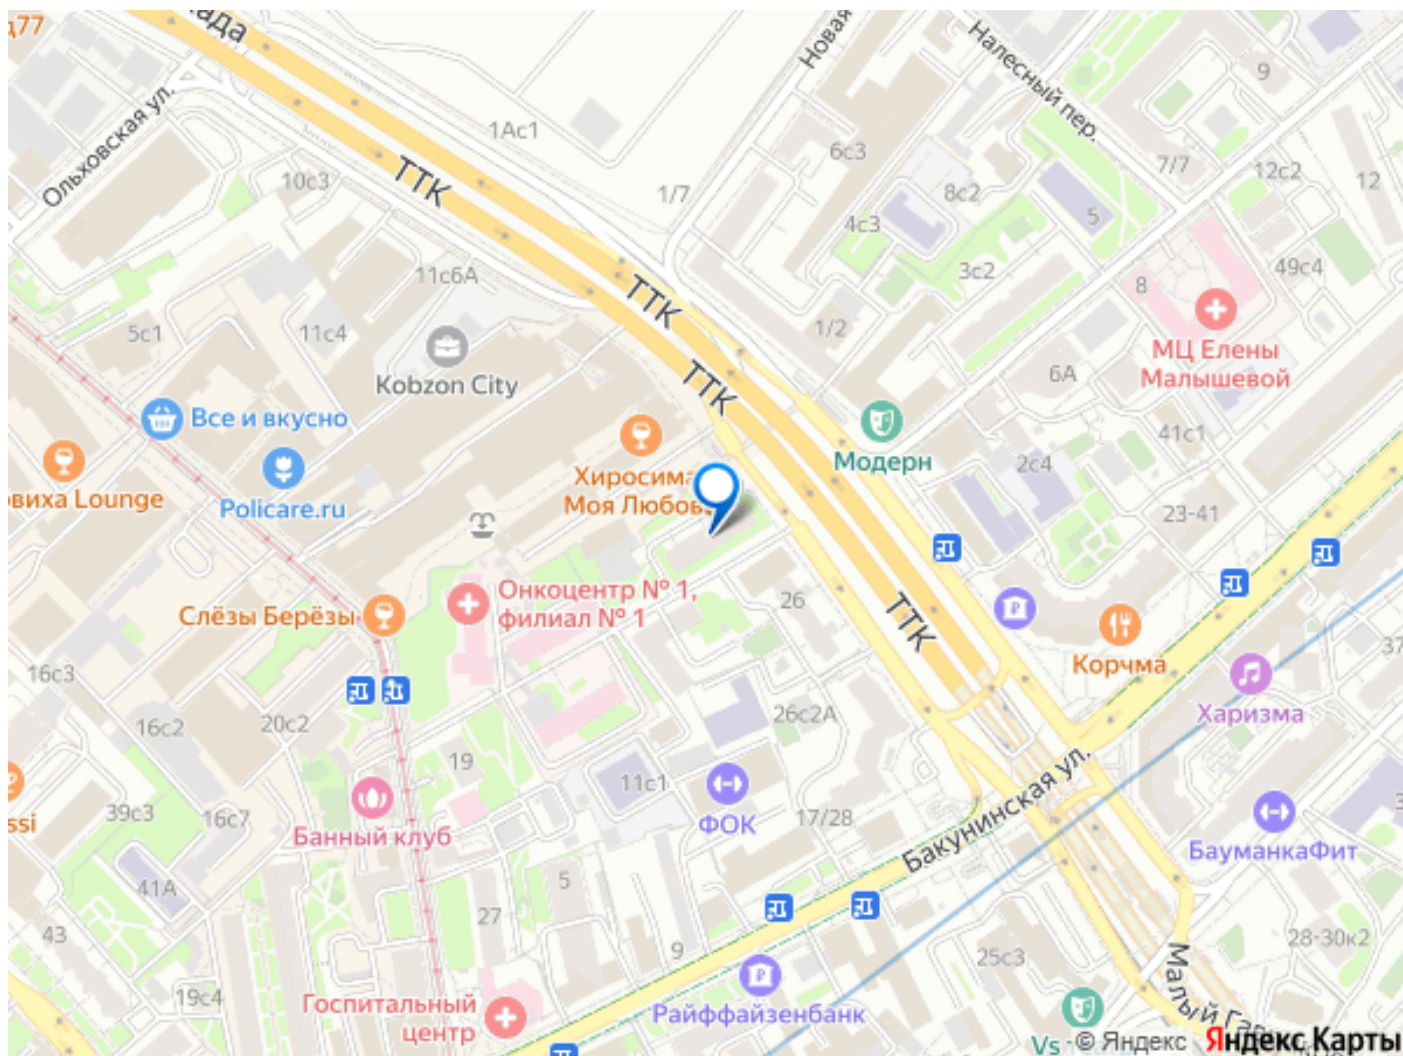 д77
ада
Ольховская ул.
ТТК
1Ас1
Новая
Налесный пер.
9
6с3
7/7
12с2
12
10с3
1/7
8с2
5
4с3
3с2
49с4
8
11с6А
ТТК
5с1
11с4
1/2
МЦ Елены
Малышевой
Kobzon City
ТТК
6А
Все и вкусно
Модерн
41с1
2с4
Хиросима
Моя Любовь
овиха Lounge
Policare.ru
23-41
Онкоцентр № 1,
филиал № 1
26
ТТК
Слёзы Берёзы
Корчма
37
16с3
16с2
20с2
26с2А
Харизма
19
11с1
ФОК
17/28
Бакунинская ул.
ssi
39с3
16с7
Банный клуб
БауманкаФит
3
41А
5
27
43
9
28-30к2
25с3
19с4
Госпитальный
центр
Райффайзенбанк
Малый Га
Vs
© Яндекс Яндекс Карты